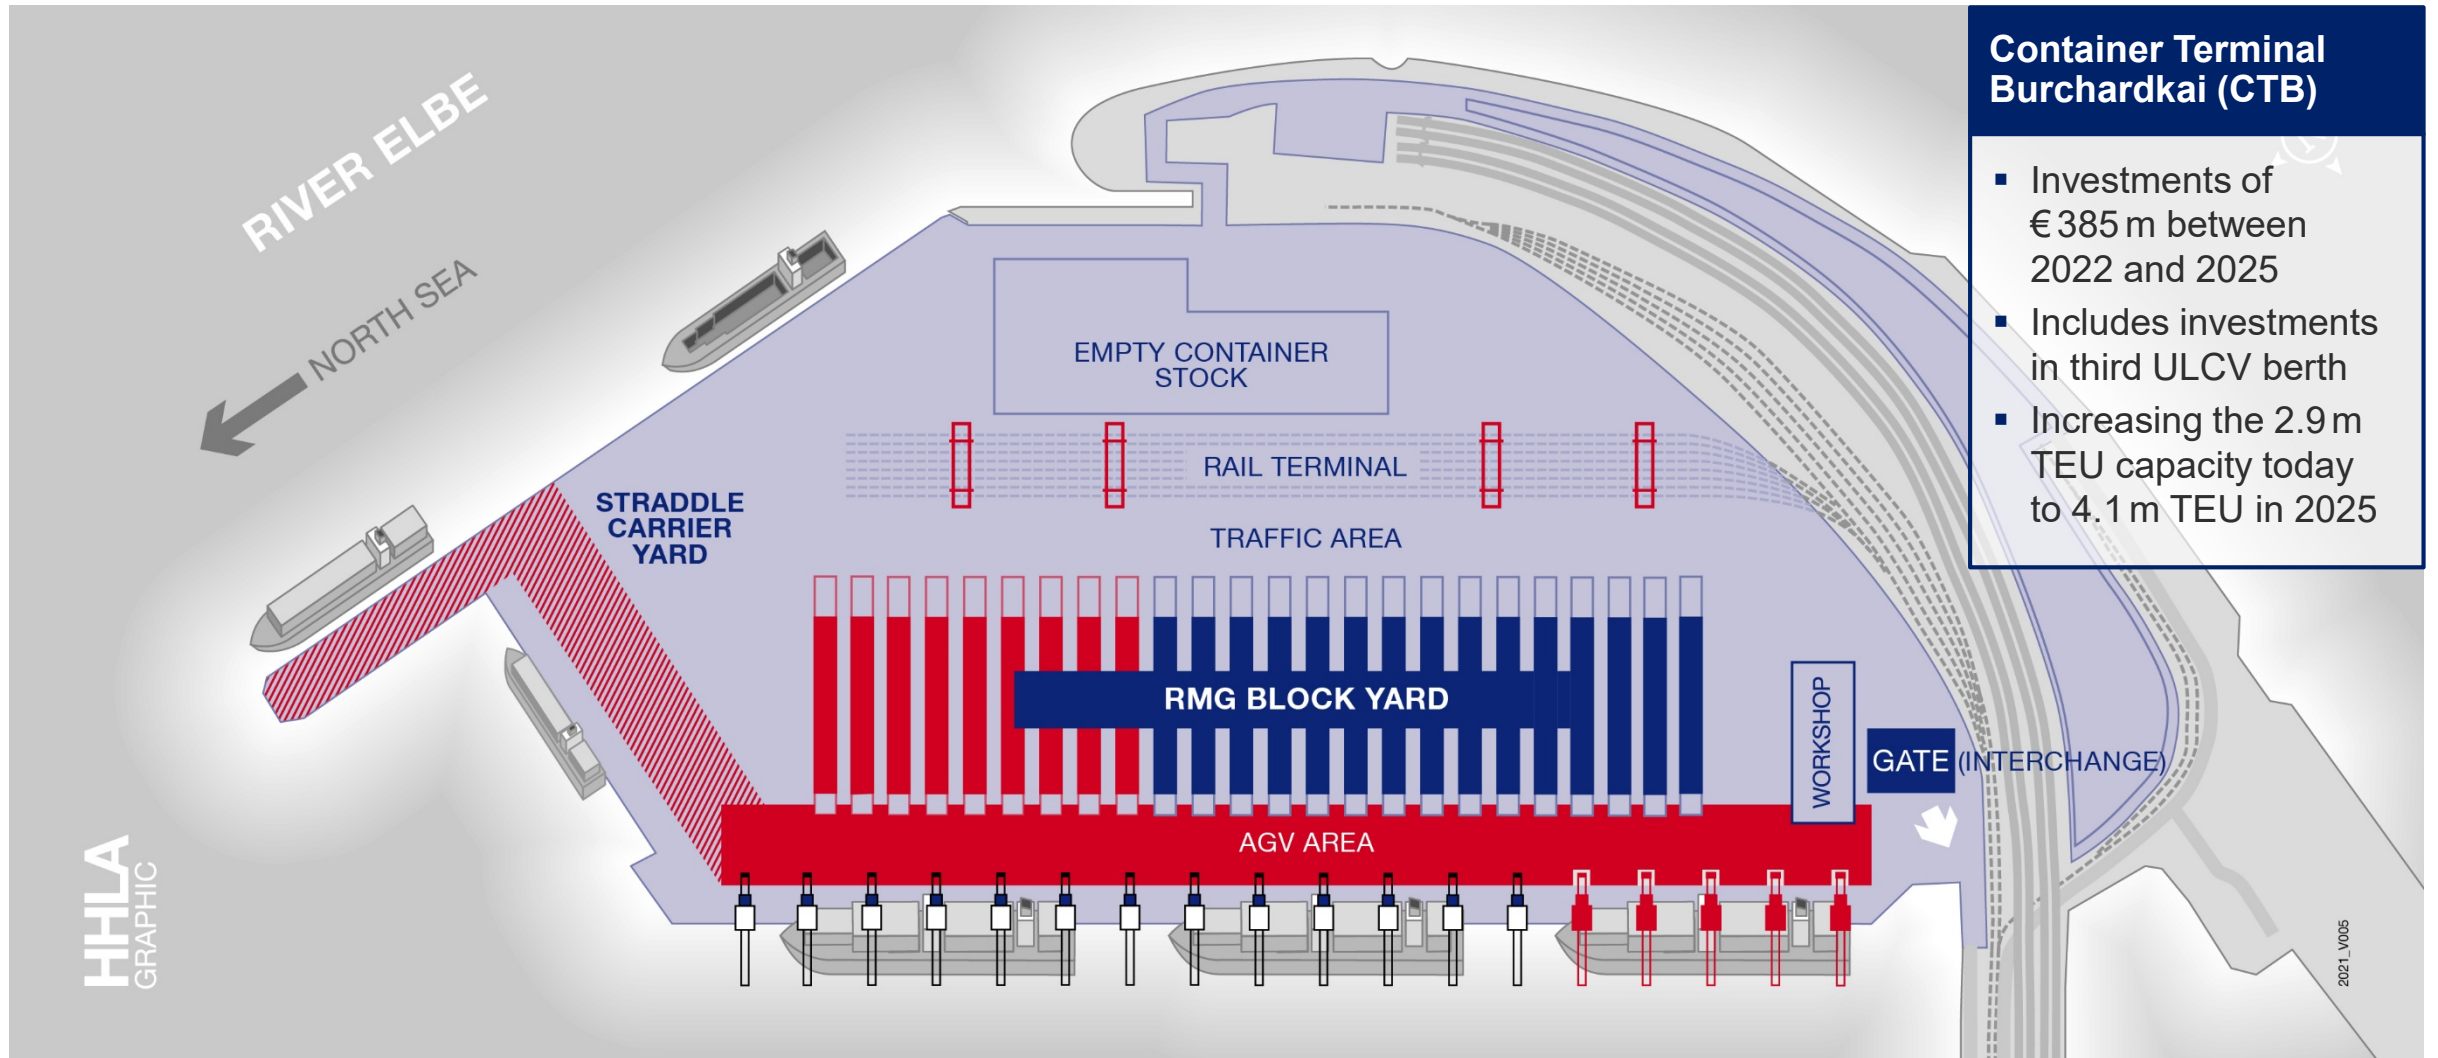 Container Terminal
Burchardkai (CTB)
▪ Investments of
€ 385 m between
2022 and 2025
▪ Includes investments
in third ULCV berth
▪ Increasing the 2.9 m
TEU capacity today
to 4.1 m TEU in 2025
RIVER ELBE
NORTH SEA
EMPTY CONTAINER
STOCK
RAIL TERMINAL
STRADDLE
CARRIER
YARD
TRAFFIC AREA
RMG BLOCK YARD
WORKSHOP
GATE (INTERCHANGE)
AGV AREA
HHLA
GRAPHIC
2021_V005